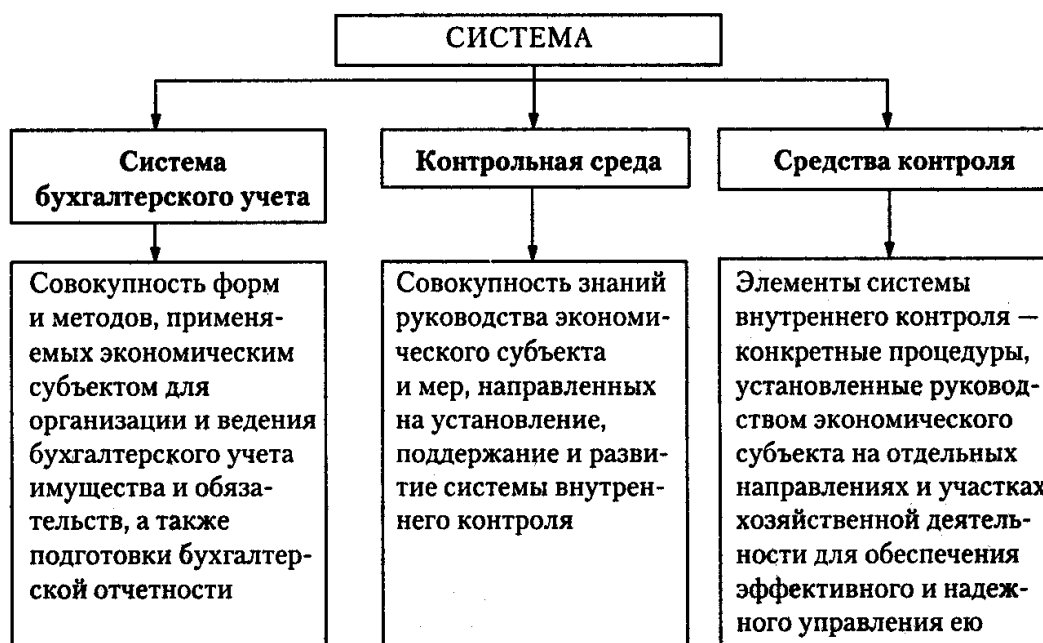 СИСТЕМА
Система
бухгалтерского учета
Контрольная среда
Средства контроля
Совокупность форм
и методов, применя-
емых экономическим
субъектом для
организации и ведения
бухгалтерского учета
имущества и обяза-
тельств, а также
подготовки бухгалтер-
ской отчетности
Совокупность знаний
руководства экономи-
ческого субъекта
и мер, направленных
на установление,
поддержание и разви-
тие системы внутрен-
него контроля
Элементы системы
внутреннего контроля —
конкретные процедуры,
установленные руковод-
ством экономического
субъекта на отдельных
направлениях и участках
хозяйственной деятель-
ности для обеспечения
эффективного и надеж-
ного управления ею